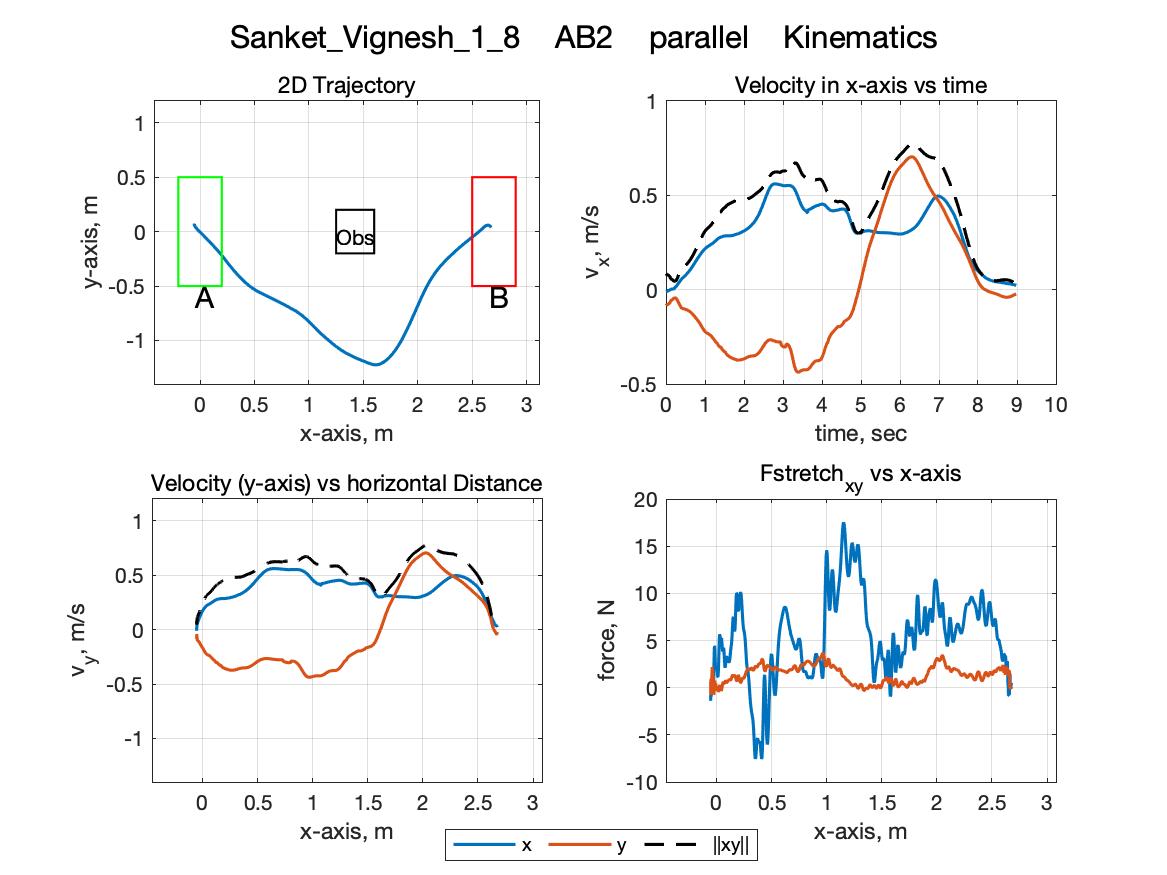 Sanket_Vignesh_1_8 AB2 parallel Kinematics
2D Trajectory
1
0.5
0
-0.5
-1
y-axis, m
A
Obs
B
0 0.5 1 1.5 2 2.5 3
x-axis, m
Velocity in x-axis vs time
1
0.5
0
-0.5
v_x, m/s
0 1 2 3 4 5 6 7 8 9 10
time, sec
Velocity (y-axis) vs horizontal Distance
1
0.5
0
-0.5
-1
v_y, m/s
0 0.5 1 1.5 2 2.5 3
x-axis, m
Fstretch_xy vs x-axis
20
15
10
5
0
-5
-10
force, N
0 0.5 1 1.5 2 2.5 3
x-axis, m
x y ||xy||